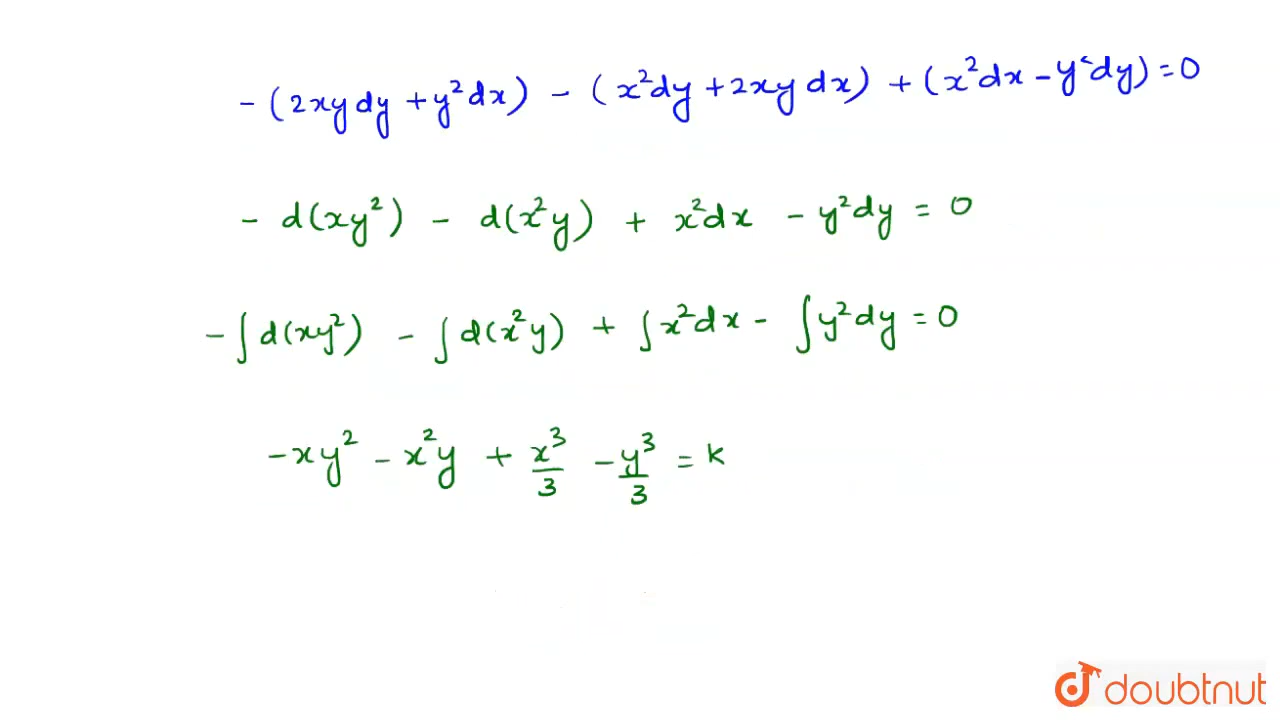 - (2xy dy + y²dx) - (x²dy + 2xy dx) + (x²dx - y²dy) = 0
- d(xy²) - d(x²y) + x²dx - y²dy = 0
- ∫d(xy²) - ∫d(x²y) + ∫x²dx - ∫y²dy = 0
-xy² - x²y + x³/3 - y³/3 = k
doubtnut